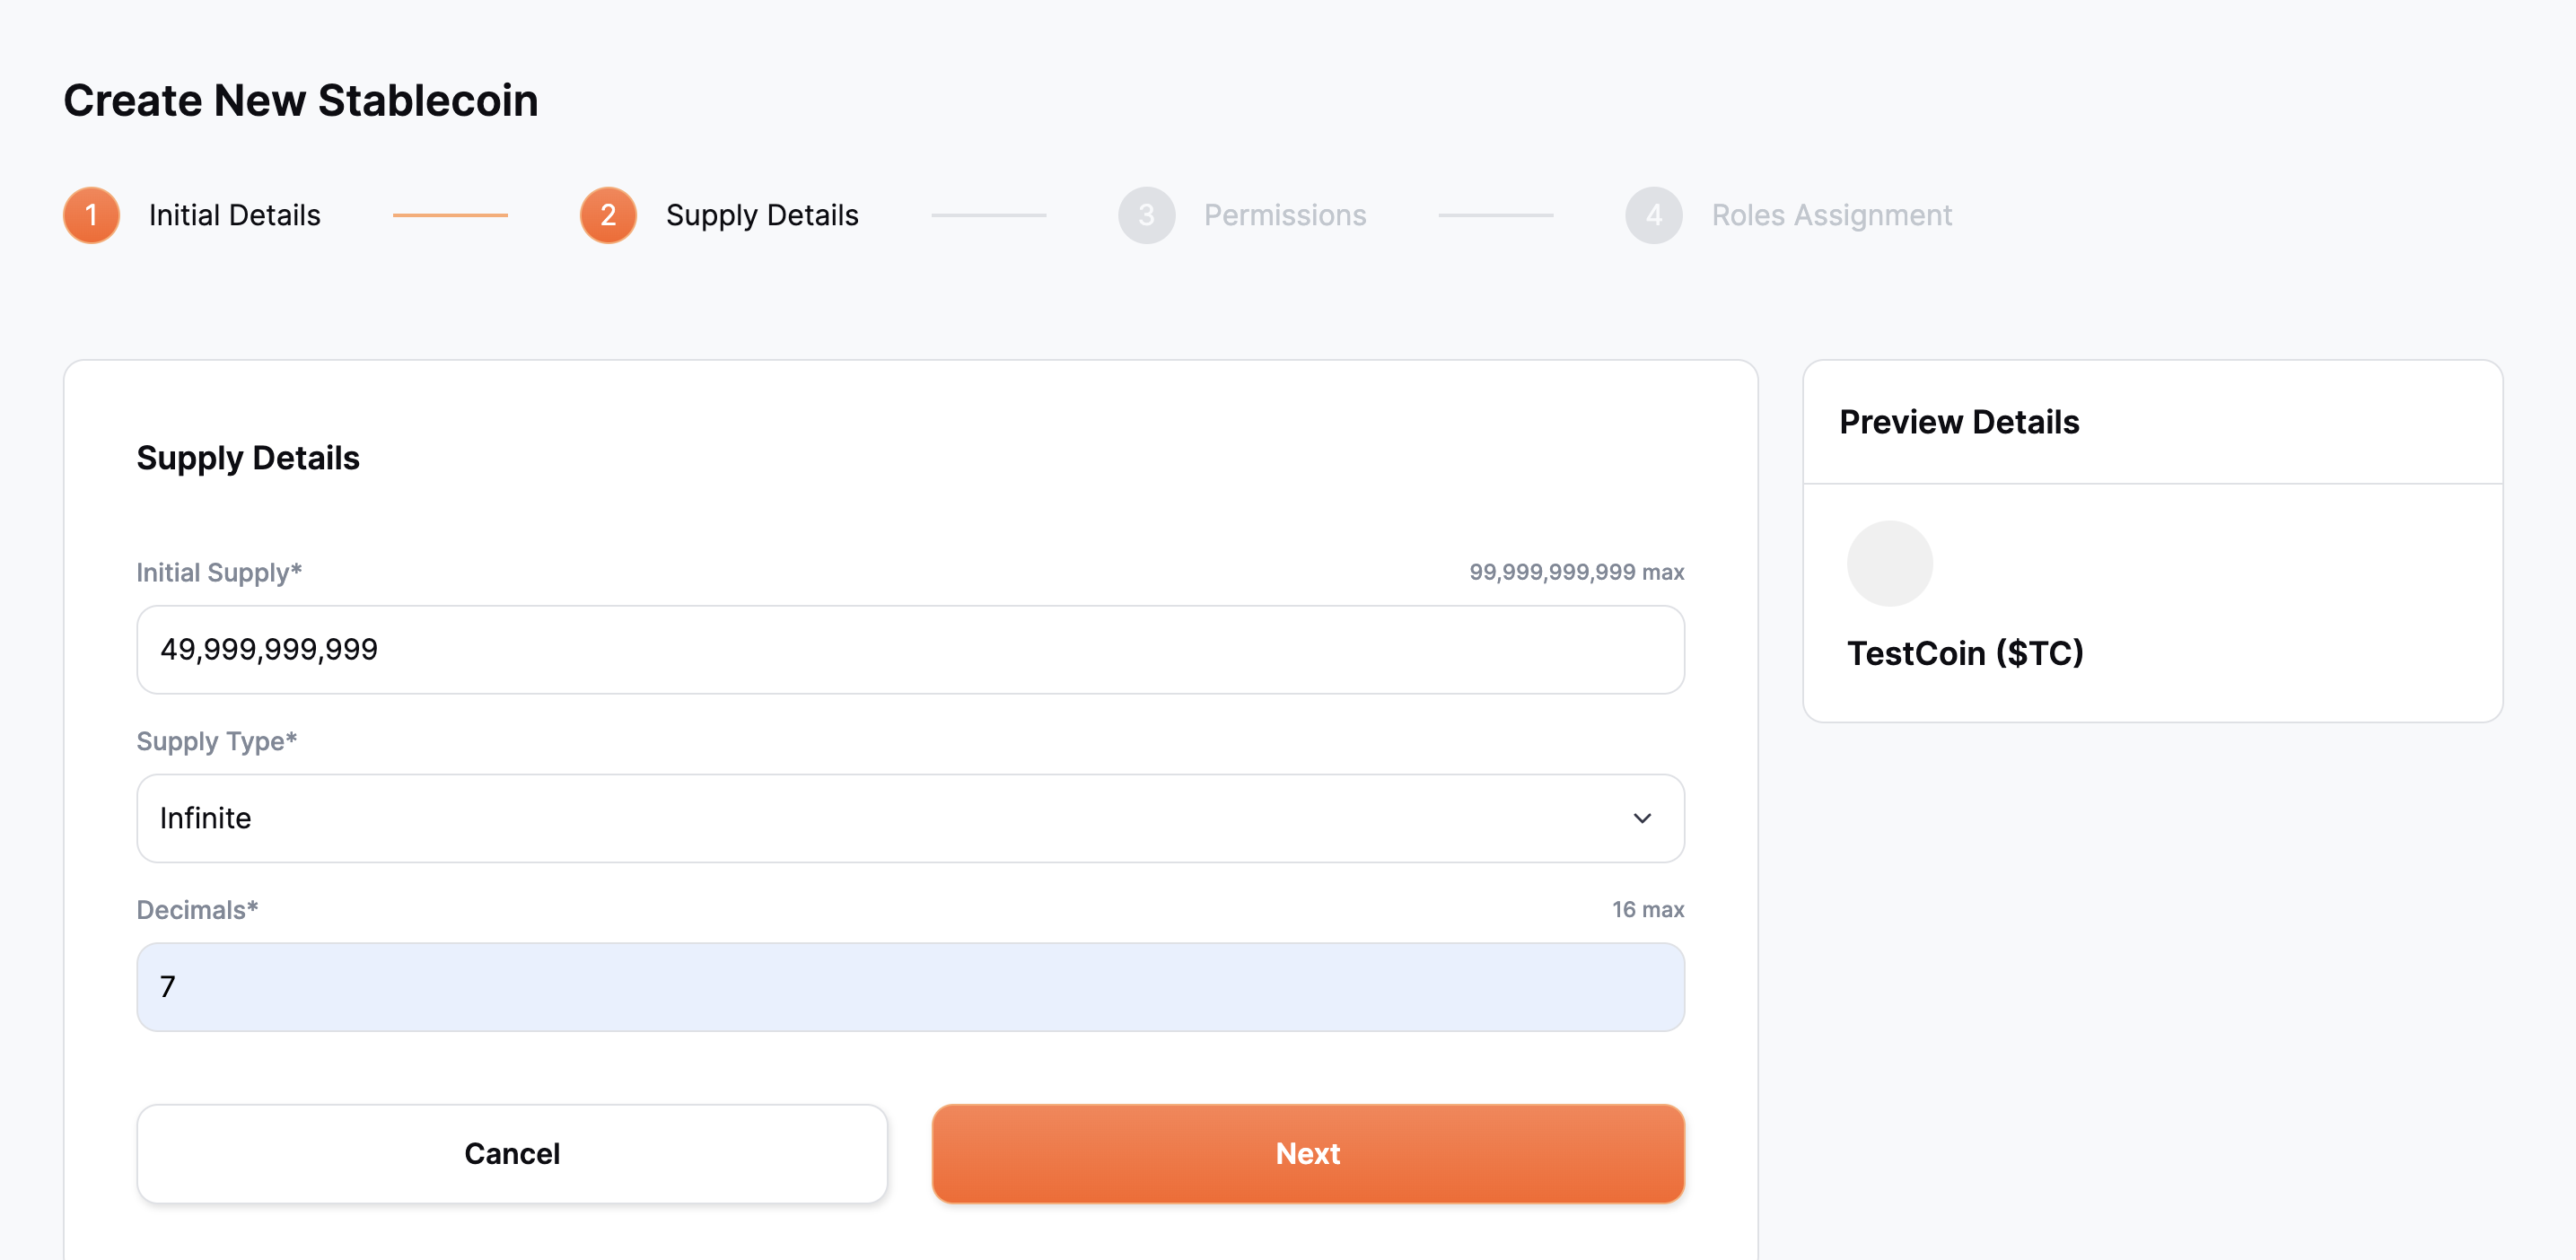 Create New Stablecoin
1 Initial Details 2 Supply Details 3 Permissions 4 Roles Assignment
Supply Details
Initial Supply* 99,999,999,999 max
49,999,999,999
Supply Type*
Infinite
Decimals* 16 max
7
Cancel Next
Preview Details
TestCoin ($TC)